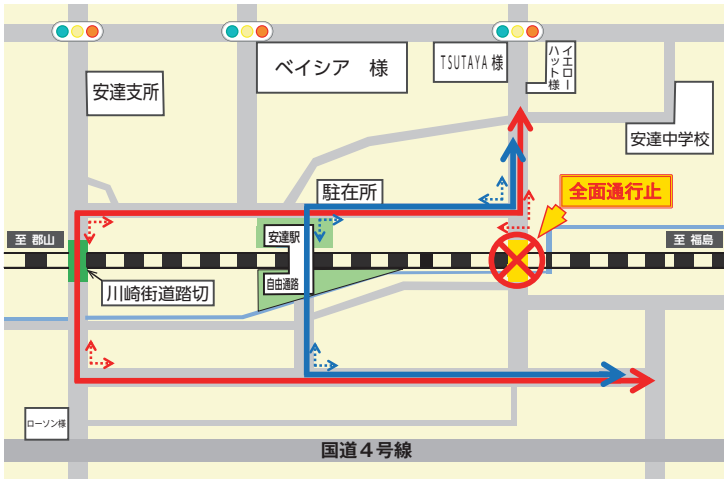 ベイシア 様
TSUTAYA 様
イエロー
ハット様
安達支所
安達中学校
駐在所
全面通行止
至 郡山
安達駅
至 福島
自由通路
川崎街道踏切
ローソン様
国道４号線